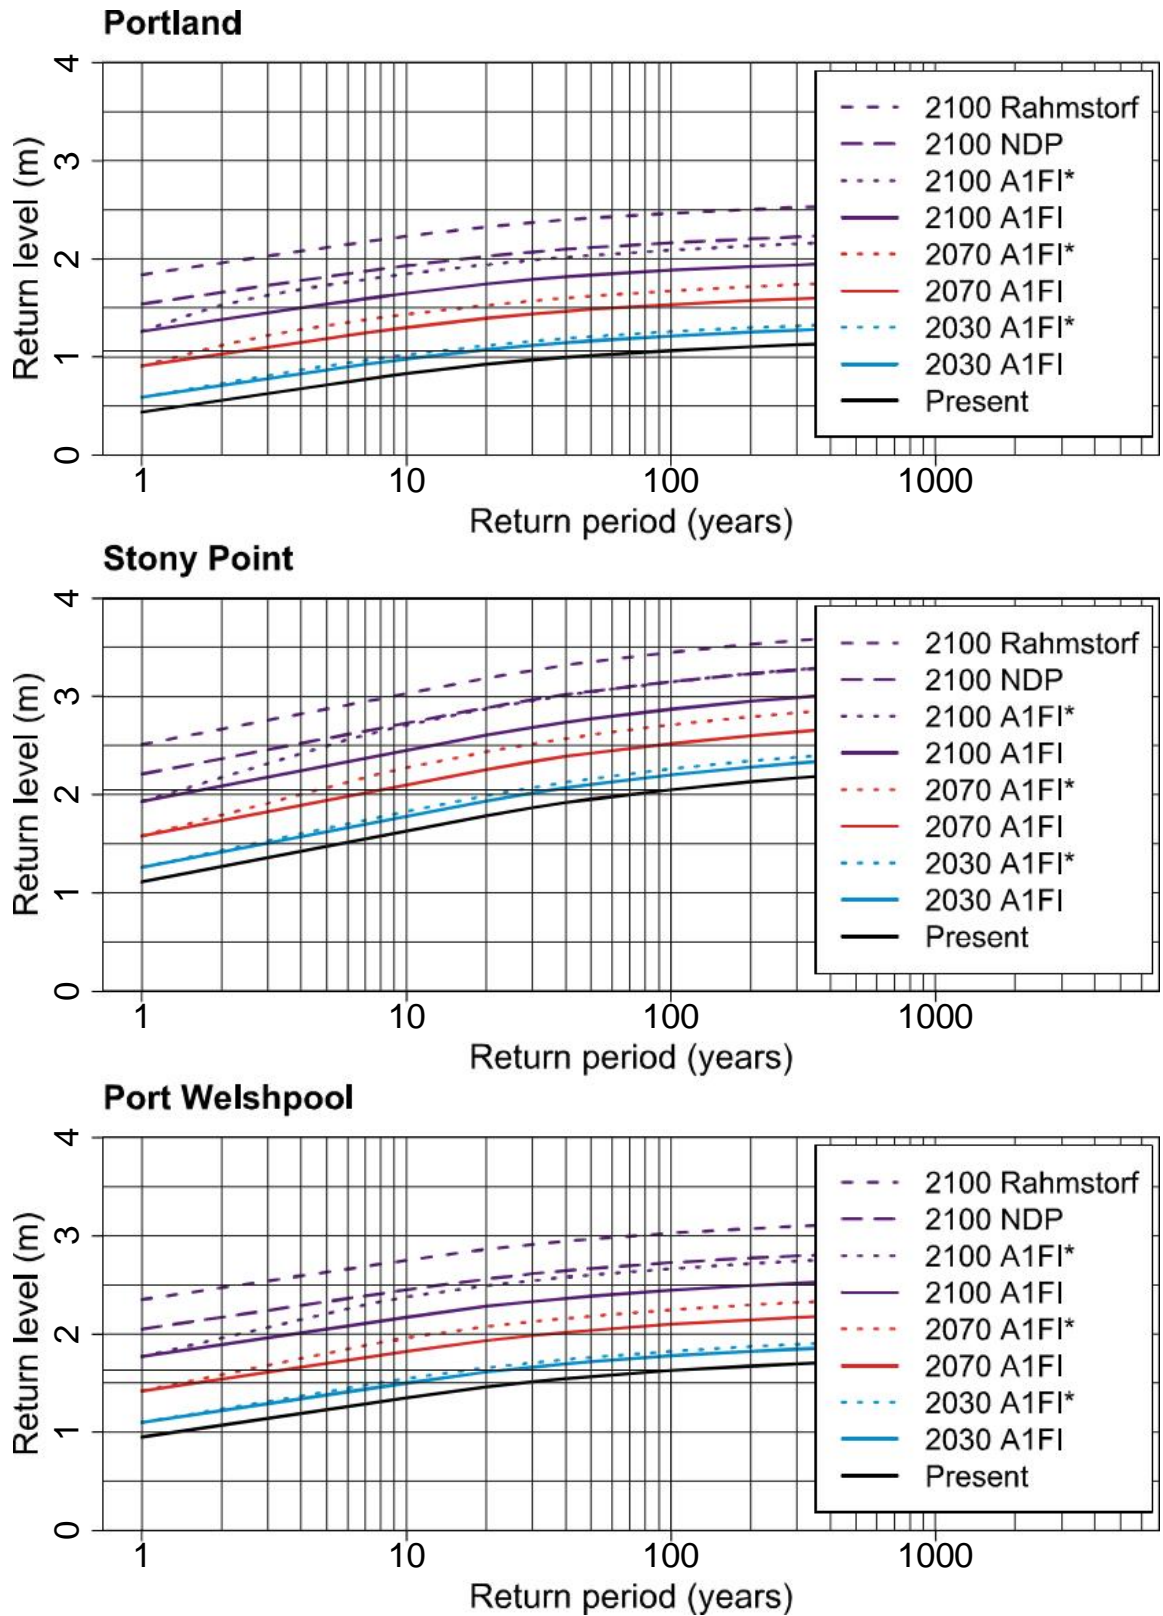 Portland
4
3
2
1
0
Return level (m)
2100 Rahmstorf
2100 NDP
2100 A1FI*
2100 A1FI
2070 A1FI*
2070 A1FI
2030 A1FI*
2030 A1FI
Present
1 10 100 1000
Return period (years)
Stony Point
4
3
2
1
0
Return level (m)
2100 Rahmstorf
2100 NDP
2100 A1FI*
2100 A1FI
2070 A1FI*
2070 A1FI
2030 A1FI*
2030 A1FI
Present
1 10 100 1000
Return period (years)
Port Welshpool
4
3
2
1
0
Return level (m)
2100 Rahmstorf
2100 NDP
2100 A1FI*
2100 A1FI
2070 A1FI*
2070 A1FI
2030 A1FI*
2030 A1FI
Present
1 10 100 1000
Return period (years)